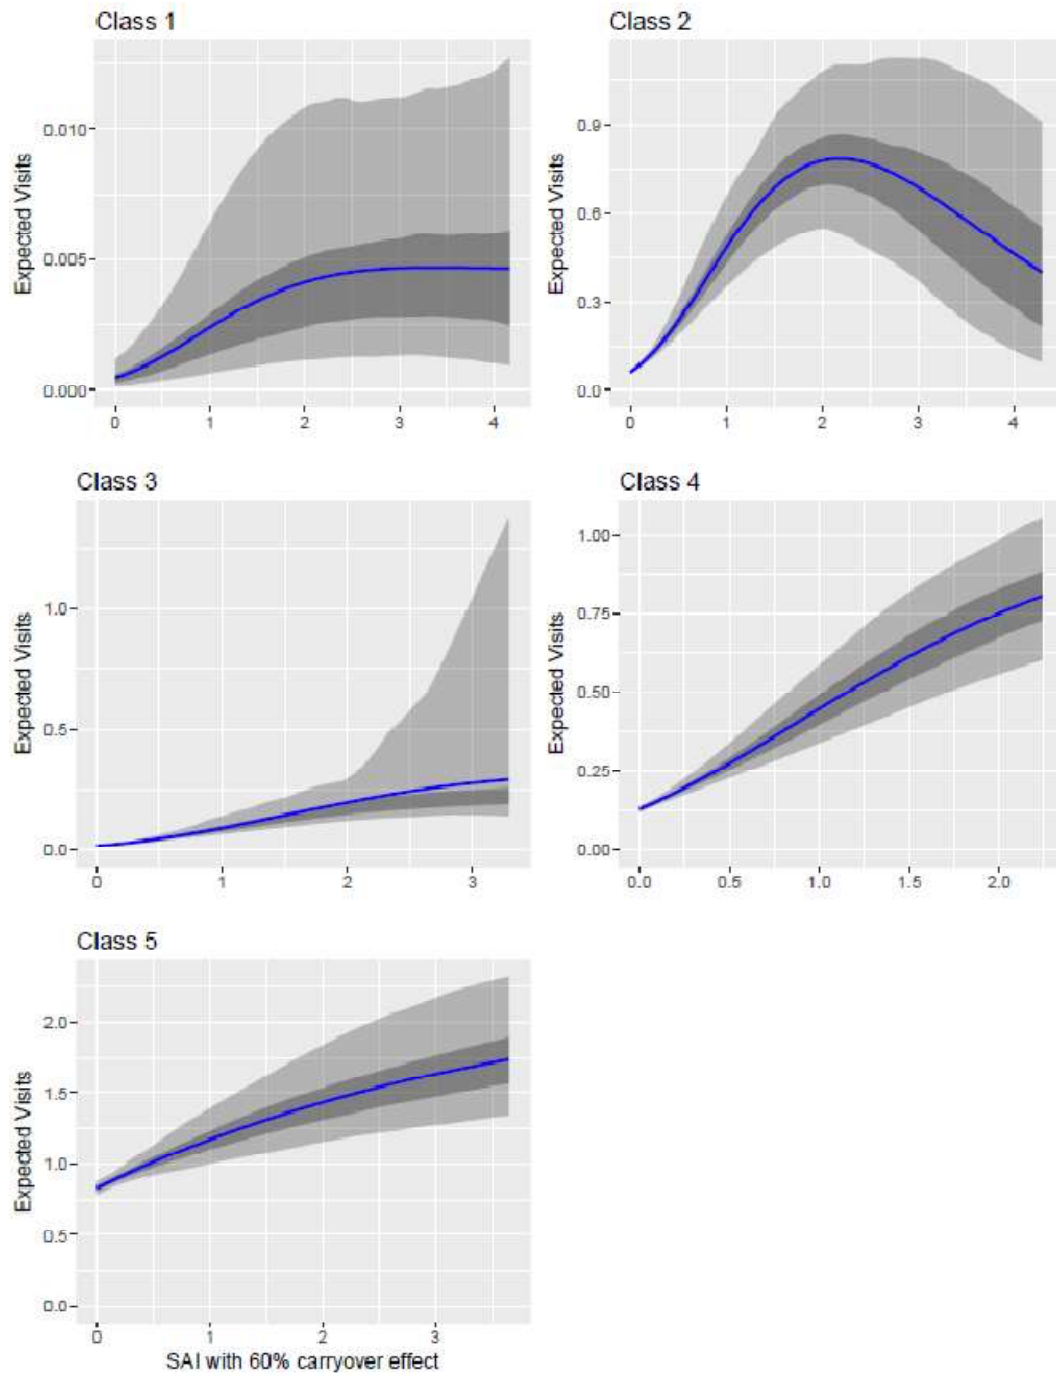 Class 1
Expected Visits
0.010
0.005
0.000
0 1 2 3 4
Class 2
Expected Visits
0.9
0.6
0.3
0.0
0 1 2 3 4
Class 3
Expected Visits
1.0
0.5
0.0
0 1 2 3
Class 4
Expected Visits
1.00
0.75
0.50
0.25
0.00
0.0 0.5 1.0 1.5 2.0
Class 5
Expected Visits
2.0
1.5
1.0
0.5
0.0
0 1 2 3
SAI with 60% carryover effect